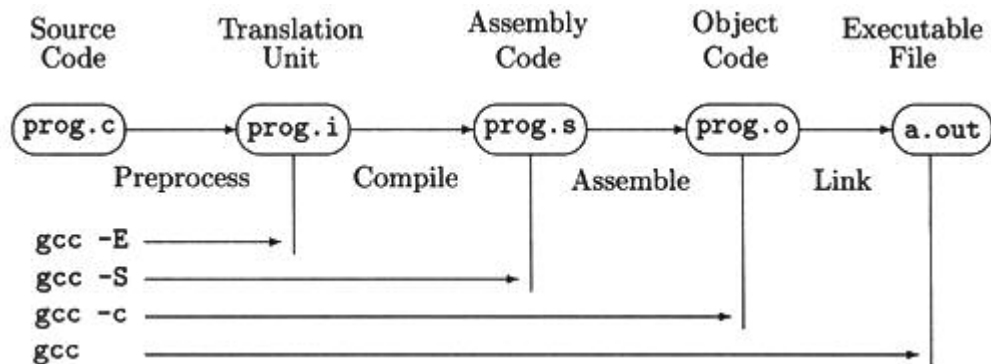 Source Translation Assembly Object Executable
Code Unit Code Code File
prog.c prog.i prog.s prog.o a.out
Preprocess Compile Assemble Link
gcc -E
gcc -S
gcc -c
gcc